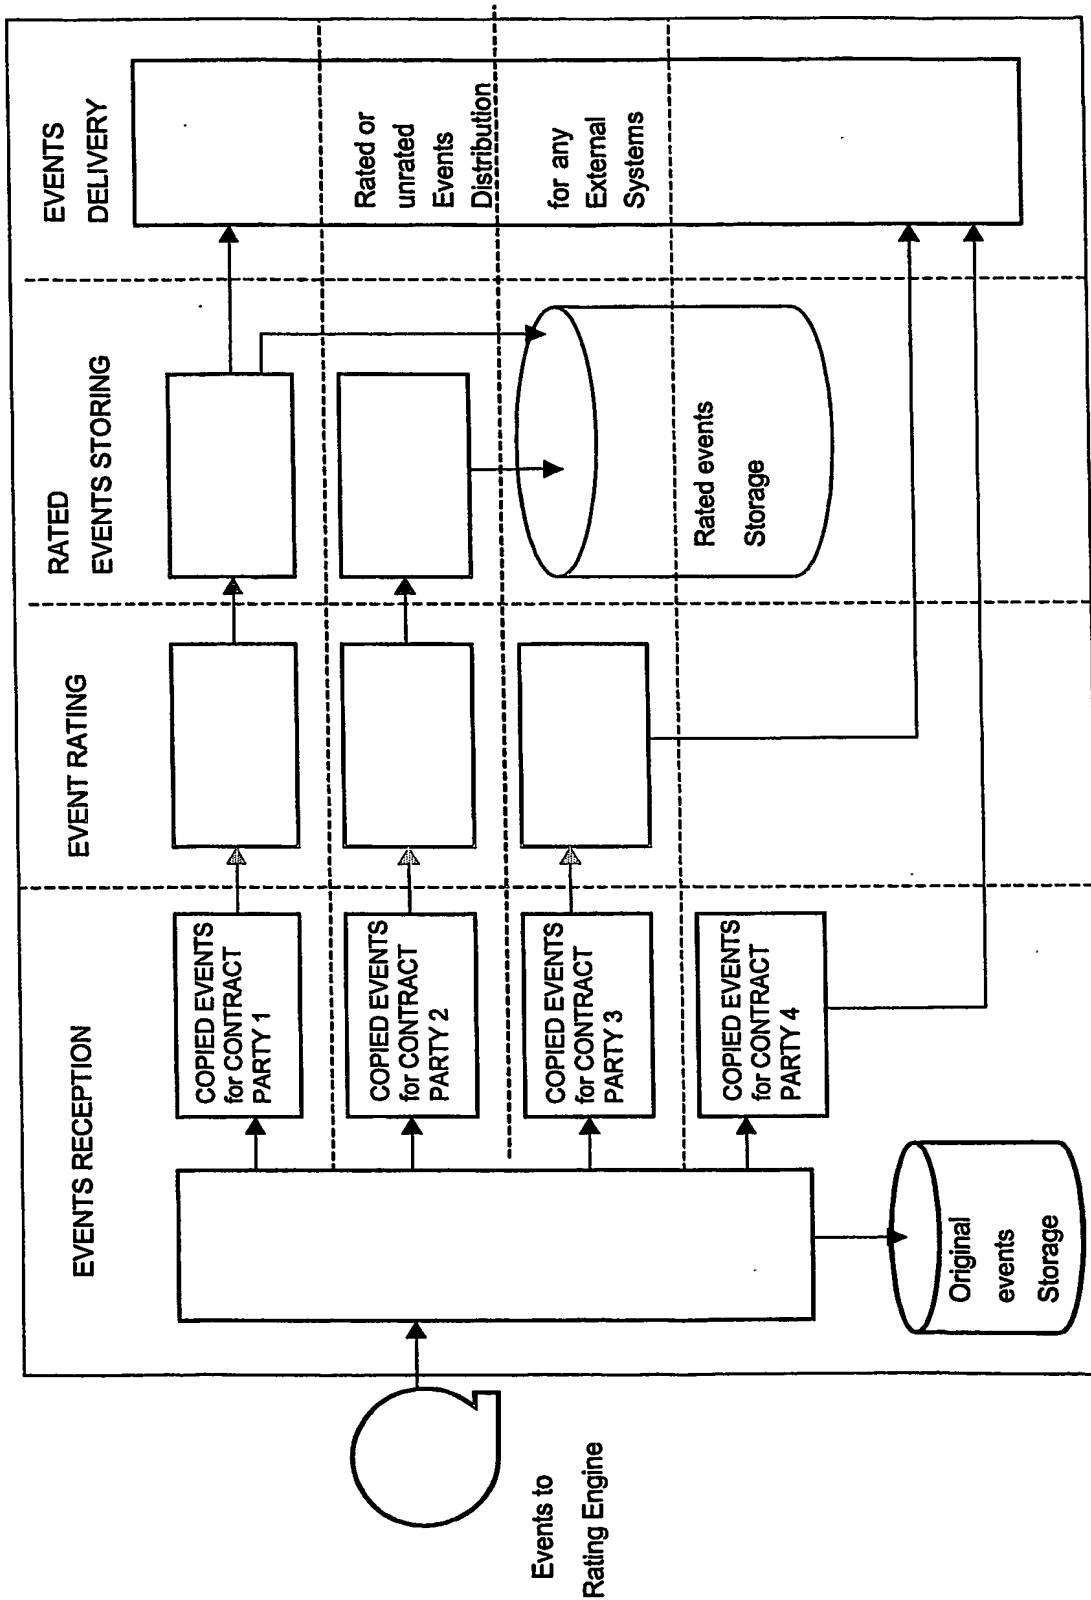 EVENTS RECEPTION
EVENT RATING
RATED
EVENTS STORING
EVENTS
DELIVERY
COPIED EVENTS
for CONTRACT
PARTY 1
COPIED EVENTS
for CONTRACT
PARTY 2
COPIED EVENTS
for CONTRACT
PARTY 3
COPIED EVENTS
for CONTRACT
PARTY 4
Rated or
unrated
Events
Distribution
for any
External
Systems
Rated events
Storage
Original
events
Storage
Events to
Rating Engine